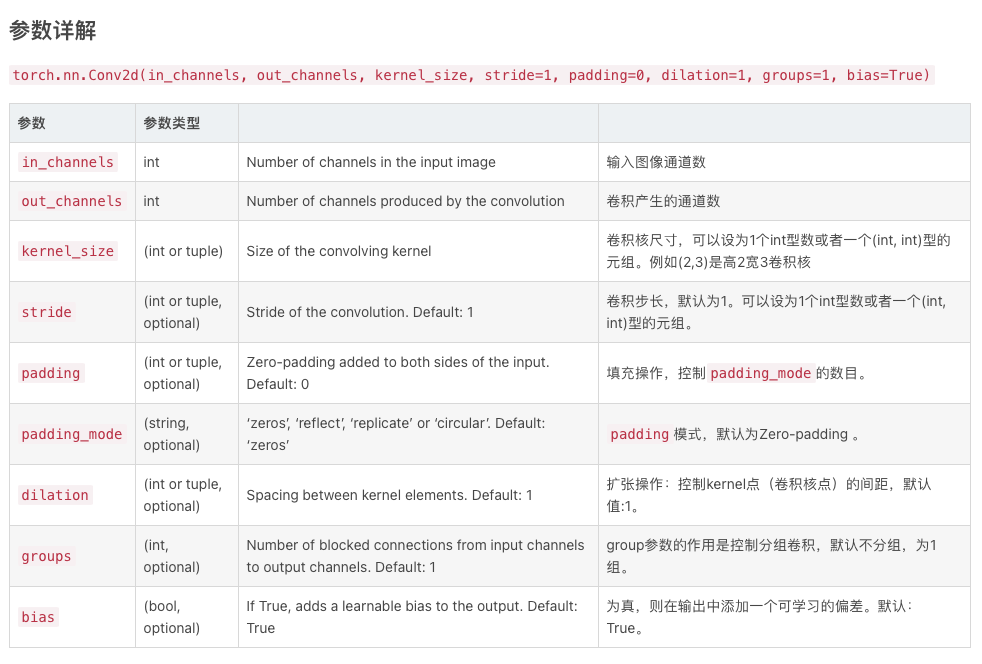 参数详解
torch.nn.Conv2d(in_channels, out_channels, kernel_size, stride=1, padding=0, dilation=1, groups=1, bias=True)
参数 参数类型
in_channels int Number of channels in the input image 输入图像通道数
out_channels int Number of channels produced by the convolution 卷积产生的通道数
kernel_size (int or tuple) Size of the convolving kernel 卷积核尺寸，可以设为1个int型数或者一个(int, int)型的
元组。例如(2,3)是高2宽3卷积核
stride (int or tuple, optional) Stride of the convolution. Default: 1 卷积步长，默认为1。可以设为1个int型数或者一个(int,
int)型的元组。
padding (int or tuple, optional) Zero-padding added to both sides of the input.
Default: 0 填充操作，控制padding_mode的数目。
padding_mode (string, optional) ‘zeros’, ‘reflect’, ‘replicate’ or ‘circular’. Default:
‘zeros’ padding 模式，默认为Zero-padding 。
dilation (int or tuple, optional) Spacing between kernel elements. Default: 1 扩张操作：控制kernel点（卷积核点）的间距，默认
值:1。
groups (int, optional) Number of blocked connections from input channels
to output channels. Default: 1 group参数的作用是控制分组卷积，默认不分组，为1
组。
bias (bool, optional) If True, adds a learnable bias to the output. Default:
True 为真，则在输出中添加一个可学习的偏差。默认：
True。